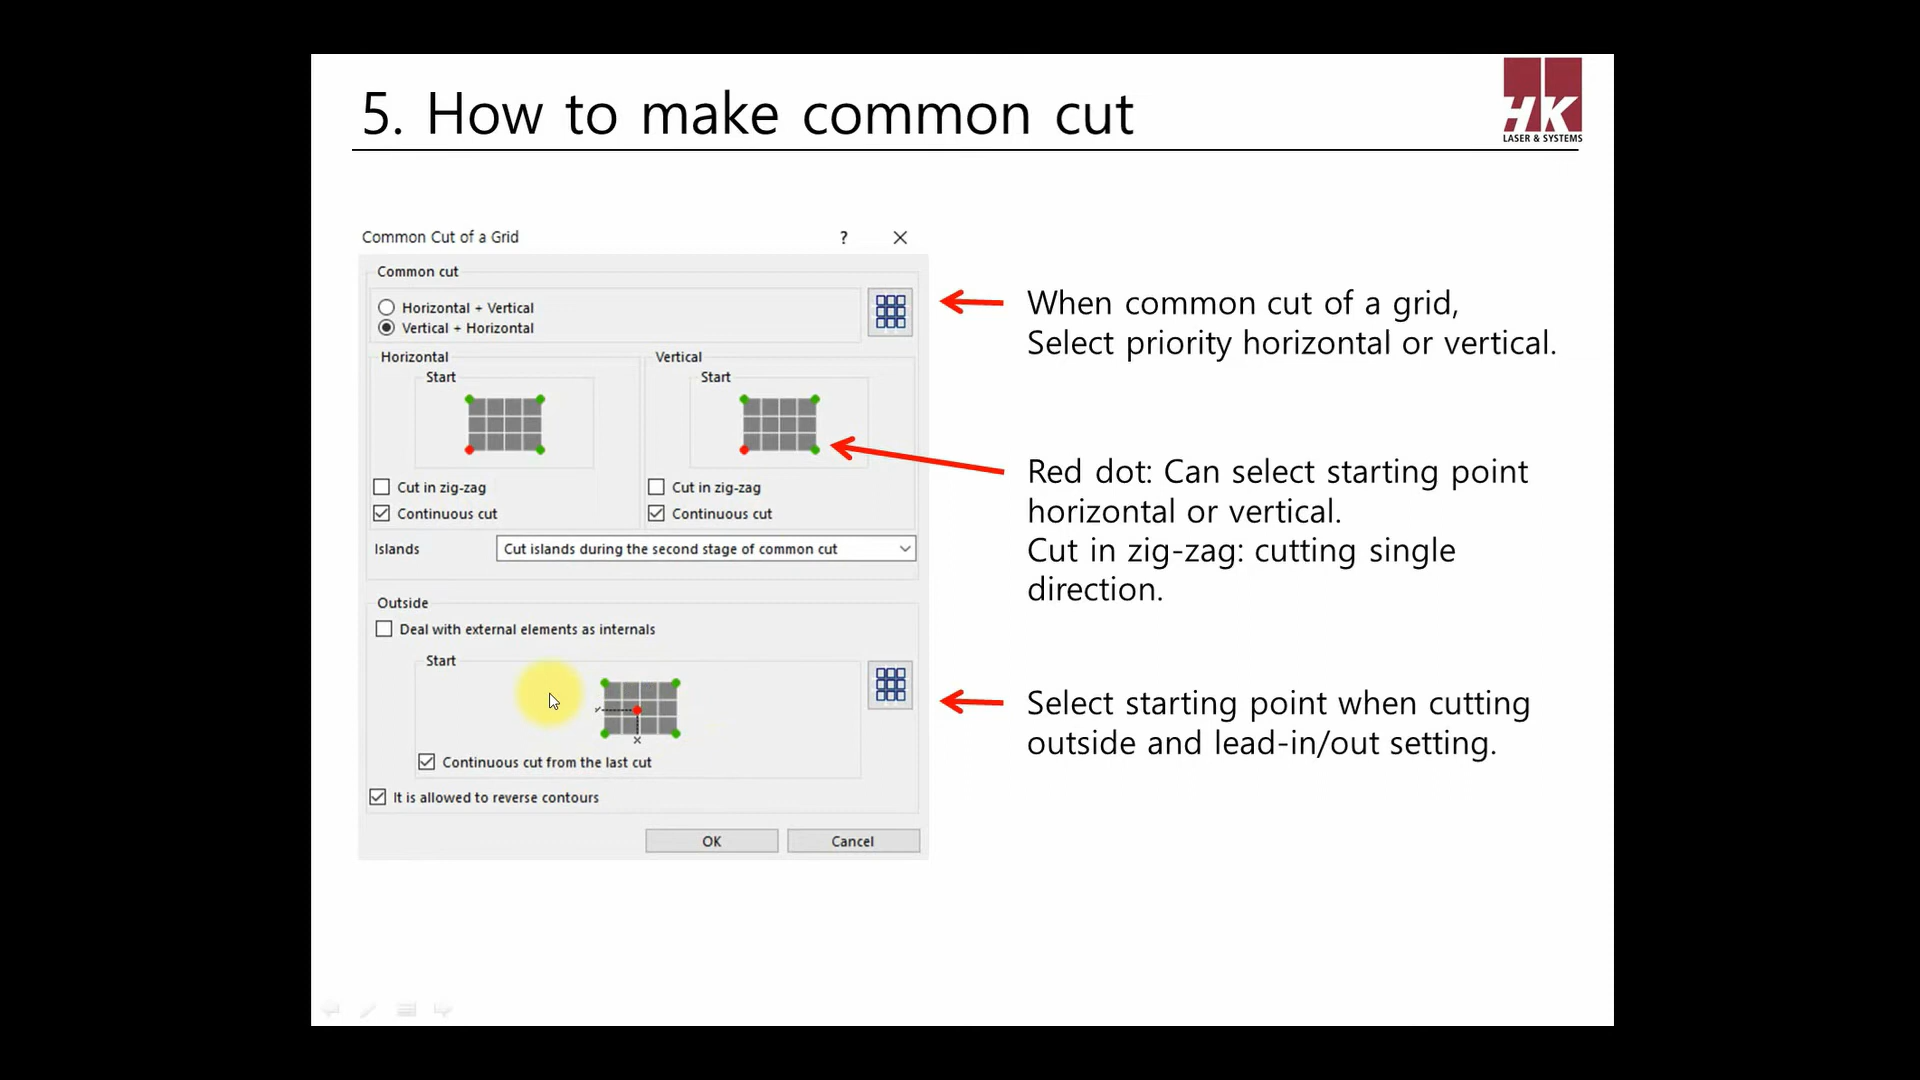 5. How to make common cut
HK
LASER & SYSTEMS
Common Cut of a Grid
?
Common cut
Horizontal + Vertical
Vertical + Horizontal
Horizontal
Start
Cut in zig-zag
Continuous cut
Vertical
Start
Cut in zig-zag
Continuous cut
Islands
Cut islands during the second stage of common cut
Outside
Deal with external elements as internals
Start
Y
X
Continuous cut from the last cut
It is allowed to reverse contours
OK
Cancel
When common cut of a grid,
Select priority horizontal or vertical.
Red dot: Can select starting point
horizontal or vertical.
Cut in zig-zag: cutting single
direction.
Select starting point when cutting
outside and lead-in/out setting.